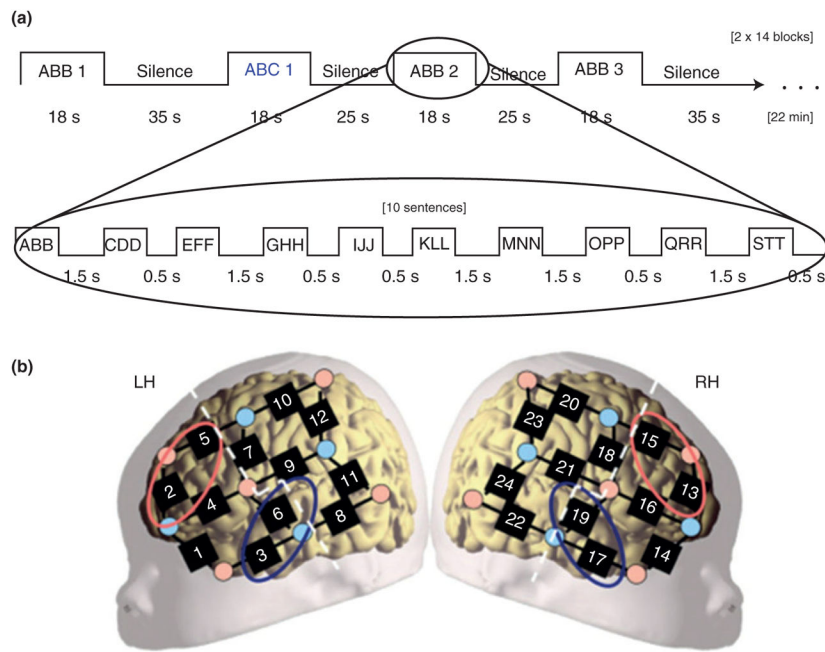 (a)
[2 x 14 blocks]
ABB 1 Silence ABC 1 Silence ABB 2 Silence ABB 3 Silence
. . .
18 s 35 s 18 s 25 s 18 s 25 s 18 s 35 s [22 min]
[10 sentences]
ABB CDD EFF GHH IJJ KLL MNN OPP QRR STT
1.5 s 0.5 s 1.5 s 0.5 s 0.5 s 1.5 s 1.5 s 0.5 s 1.5 s 0.5 s
(b)
LH RH
10 20
5 12 23 15
7 18
9 21
2 11 24 13
4 16
6 8 22 19
1 3 17 14